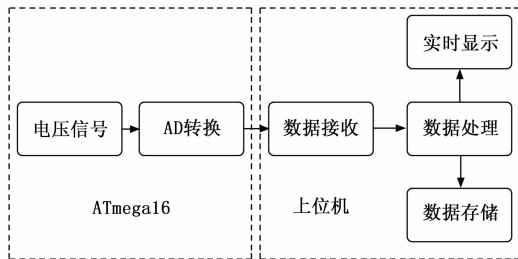 实时显示
电压信号
AD转换
数据接收
数据处理
ATmega16
上位机
数据存储